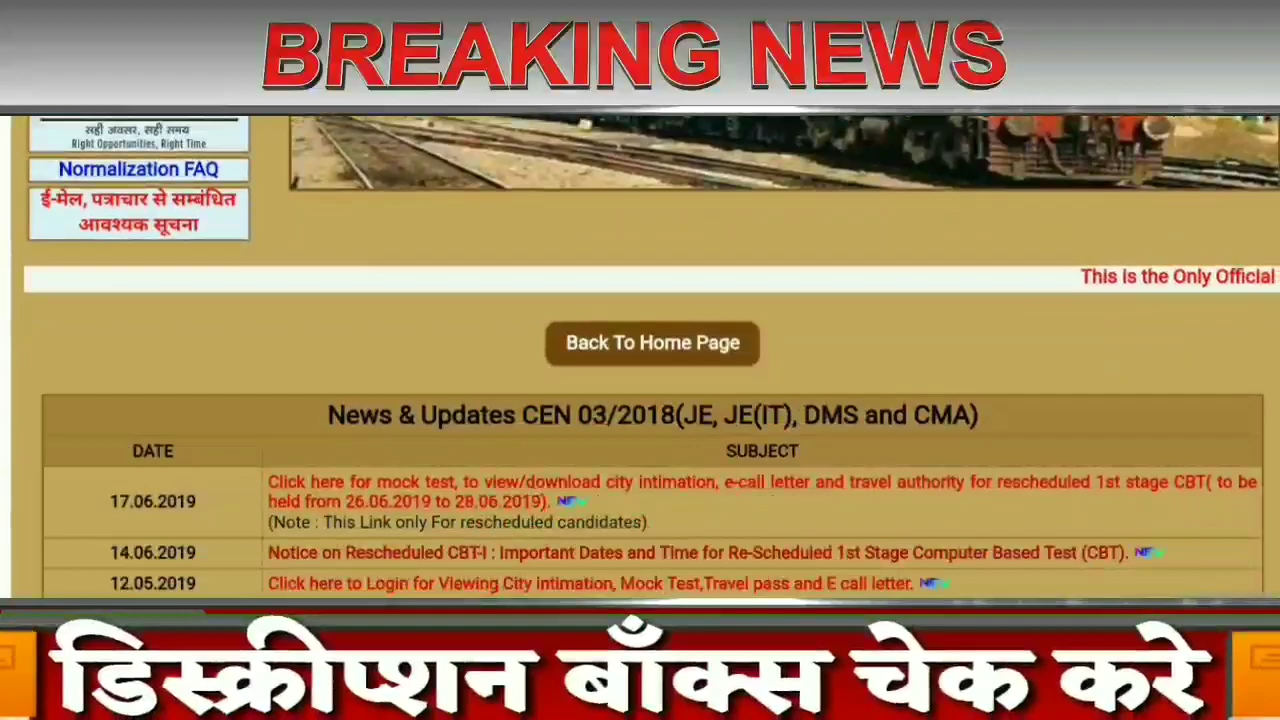 BREAKING NEWS
सही अवसर, सही समय
Right Opportunities, Right Time
Normalization FAQ
ई-मेल, पत्राचार से सम्बंधित
आवश्यक सूचना
This is the Only Official
Back To Home Page
News & Updates CEN 03/2018(JE, JE(IT), DMS and CMA)
DATE SUBJECT
17.06.2019 Click here for mock test, to view/download city intimation, e-call letter and travel authority for rescheduled 1st stage CBT( to be
held from 26.06.2019 to 28.06.2019). NEW
(Note : This Link only For rescheduled candidates)
14.06.2019 Notice on Rescheduled CBT-I : Important Dates and Time for Re-Scheduled 1st Stage Computer Based Test (CBT). NEW
12.05.2019 Click here to Login for Viewing City intimation, Mock Test,Travel pass and E call letter. NEW
डिस्क्रीप्शन बॉक्स चेक करे